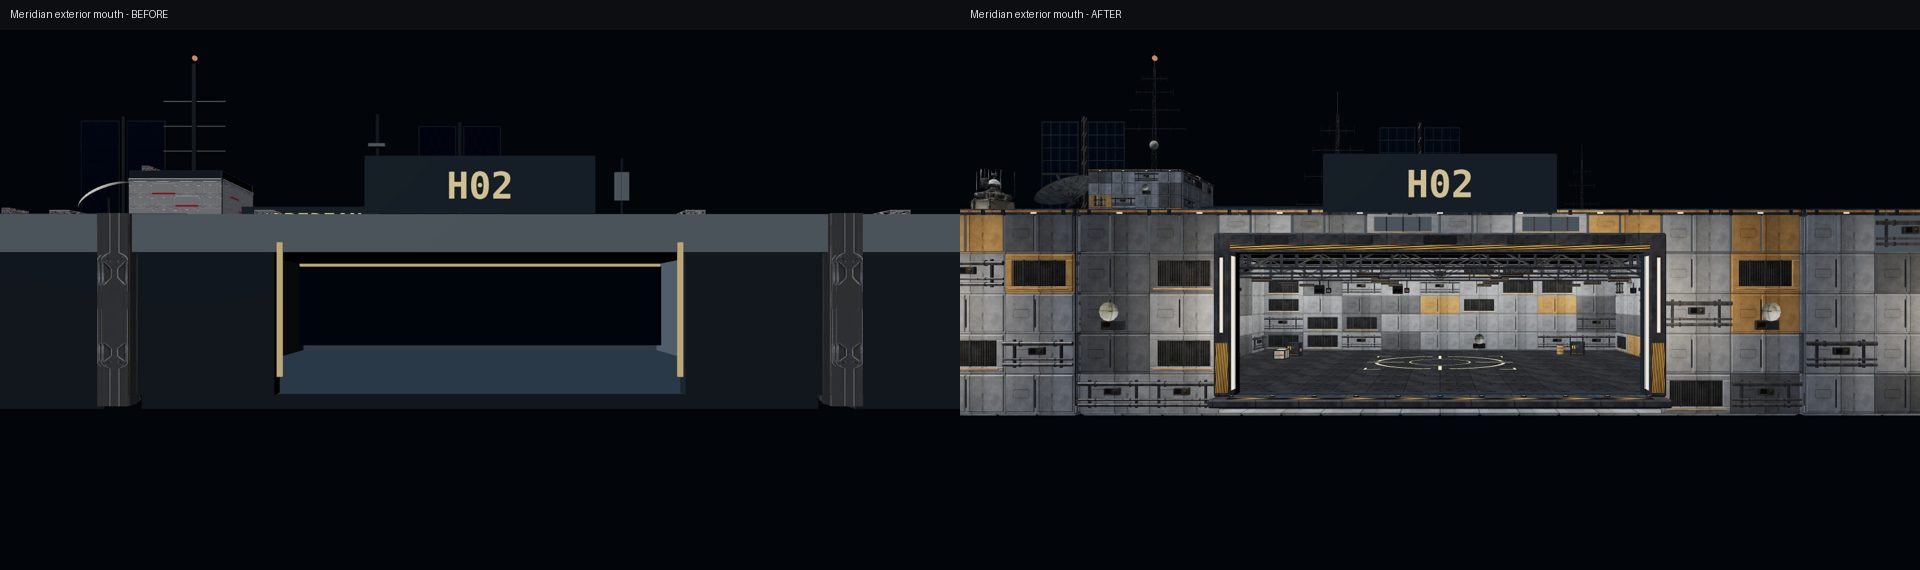 Meridian exterior mouth - BEFORE
Meridian exterior mouth - AFTER
H02
H02